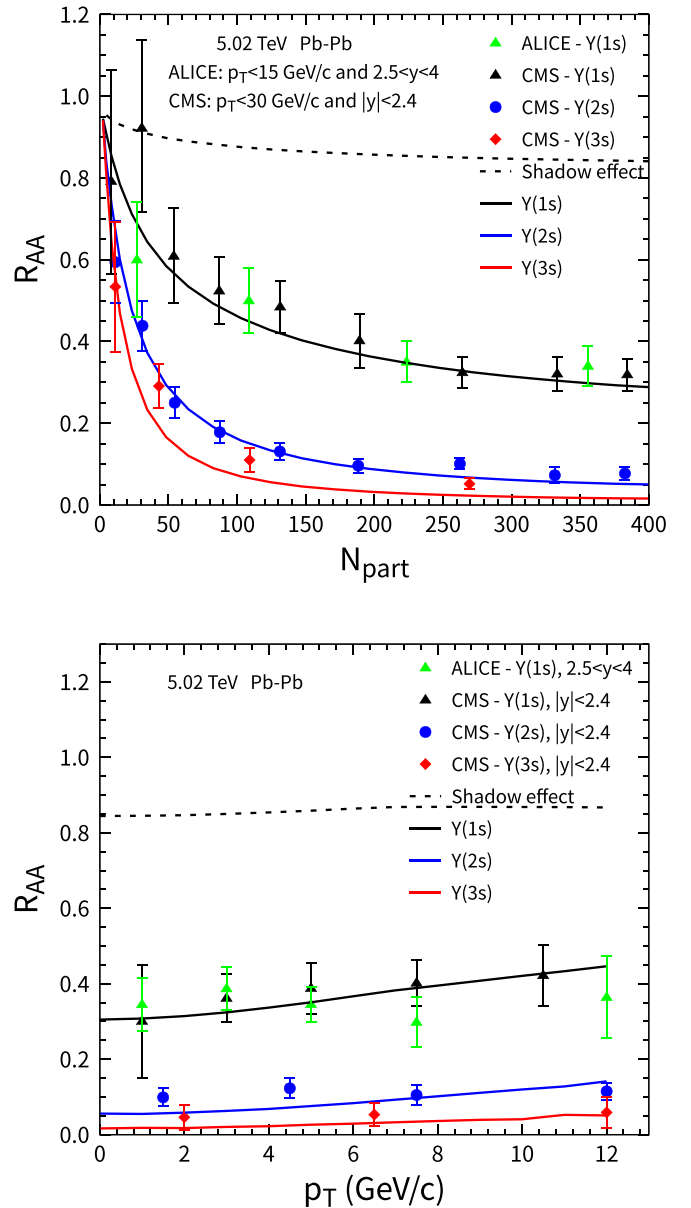 5.02 TeV Pb-Pb
ALICE: pT<15 GeV/c and 2.5<y<4
CMS: pT<30 GeV/c and |y|<2.4
ALICE - Y(1s)
CMS - Y(1s)
CMS - Y(2s)
CMS - Y(3s)
Shadow effect
Y(1s)
Y(2s)
Y(3s)
RAA
1.2
1.0
0.8
0.6
0.4
0.2
0.0
0 50 100 150 200 250 300 350 400
Npart
5.02 TeV Pb-Pb
ALICE - Y(1s), 2.5<y<4
CMS - Y(1s), |y|<2.4
CMS - Y(2s), |y|<2.4
CMS - Y(3s), |y|<2.4
Shadow effect
Y(1s)
Y(2s)
Y(3s)
RAA
1.2
1.0
0.8
0.6
0.4
0.2
0.0
0 2 4 6 8 10 12
pT (GeV/c)